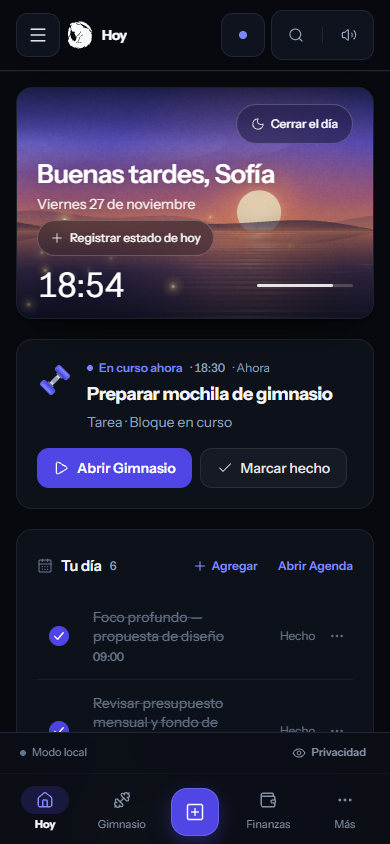 Hoy
Cerrar el día
Buenas tardes, Sofía
Viernes 27 de noviembre
Registrar estado de hoy
18:54
En curso ahora · 18:30 · Ahora
Preparar mochila de gimnasio
Tarea · Bloque en curso
Abrir Gimnasio
Marcar hecho
Tu día 6
Agregar
Abrir Agenda
Foco profundo —
propuesta de diseño
09:00
Hecho
Revisar presupuesto
mensual y fondo de
Hecho
Modo local
Privacidad
Hoy
Gimnasio
Finanzas
Más